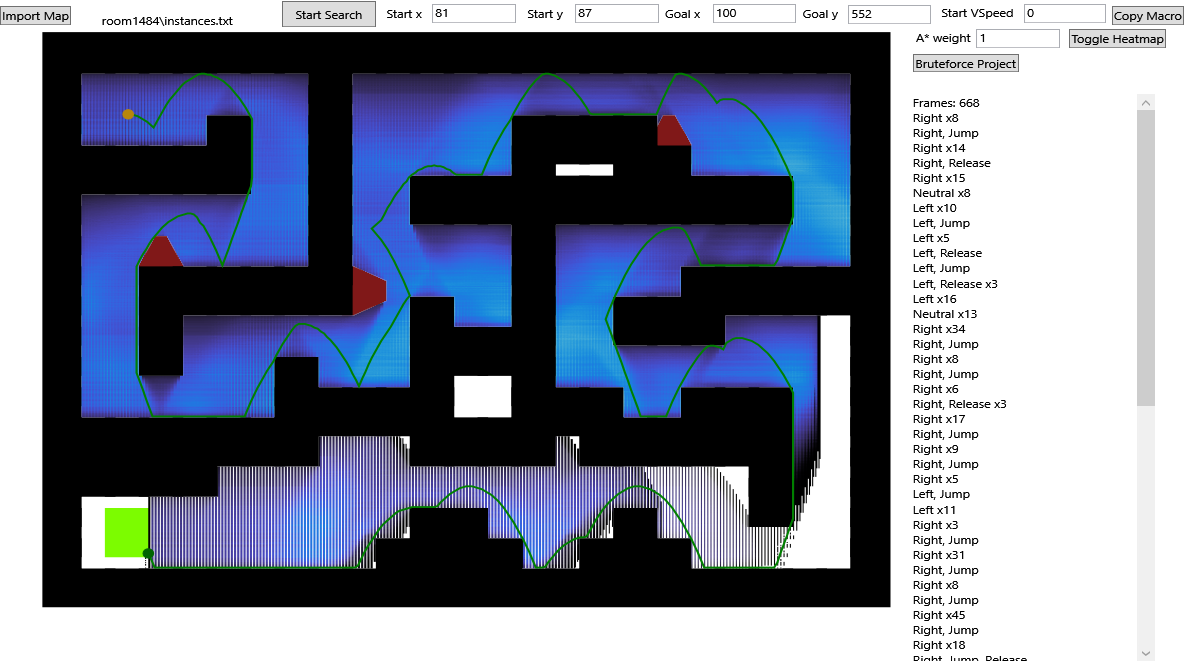 Import Map
room1484\instances.txt
Start Search
Start x 81
Start y 87
Goal x 100
Goal y 552
Start VSpeed 0
Copy Macro
A* weight 1
Toggle Heatmap
Bruteforce Project
Frames: 668
Right x8
Right, Jump
Right x14
Right, Release
Right x15
Neutral x8
Left x10
Left, Jump
Left x5
Left, Release
Left, Jump
Left, Release x3
Left x16
Neutral x13
Right x34
Right, Jump
Right x8
Right, Jump
Right x6
Right, Release x3
Right x17
Right, Jump
Right x9
Right, Jump
Right x5
Left, Jump
Left x11
Right x3
Right, Jump
Right x31
Right, Jump
Right x8
Right, Jump
Right x45
Right, Jump
Right x18
Right, Jump, Release